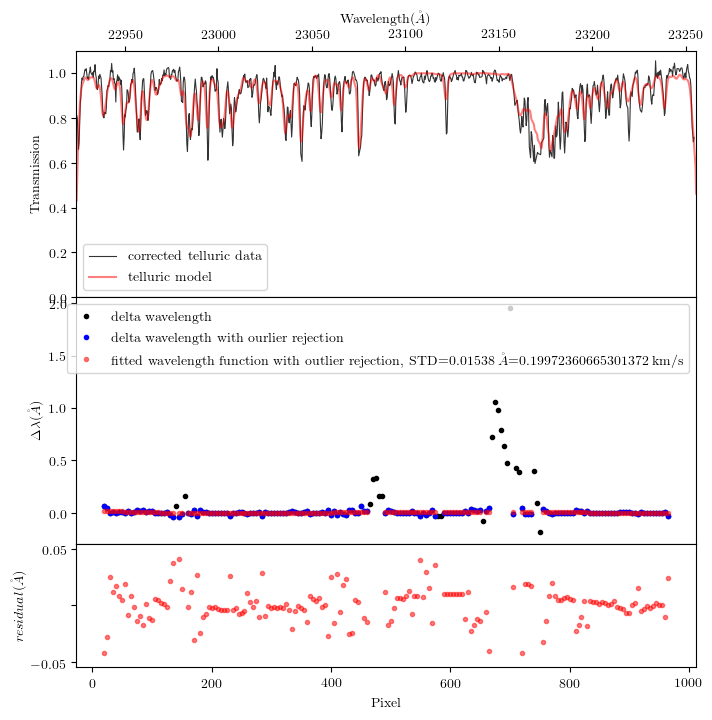 Wavelength(Å)
22950 23000 23050 23100 23150 23200 23250
1.0
0.8
0.6
0.4
0.2
0.0
Transmission
corrected telluric data
telluric model
2.0
1.5
1.0
0.5
0.0
Δλ(Å)
delta wavelength
delta wavelength with ourlier rejection
fitted wavelength function with outlier rejection, STD=0.01538 Å=0.19972360665301372 km/s
0.05
−0.05
residual(Å)
0 200 400 600 800 1000
Pixel